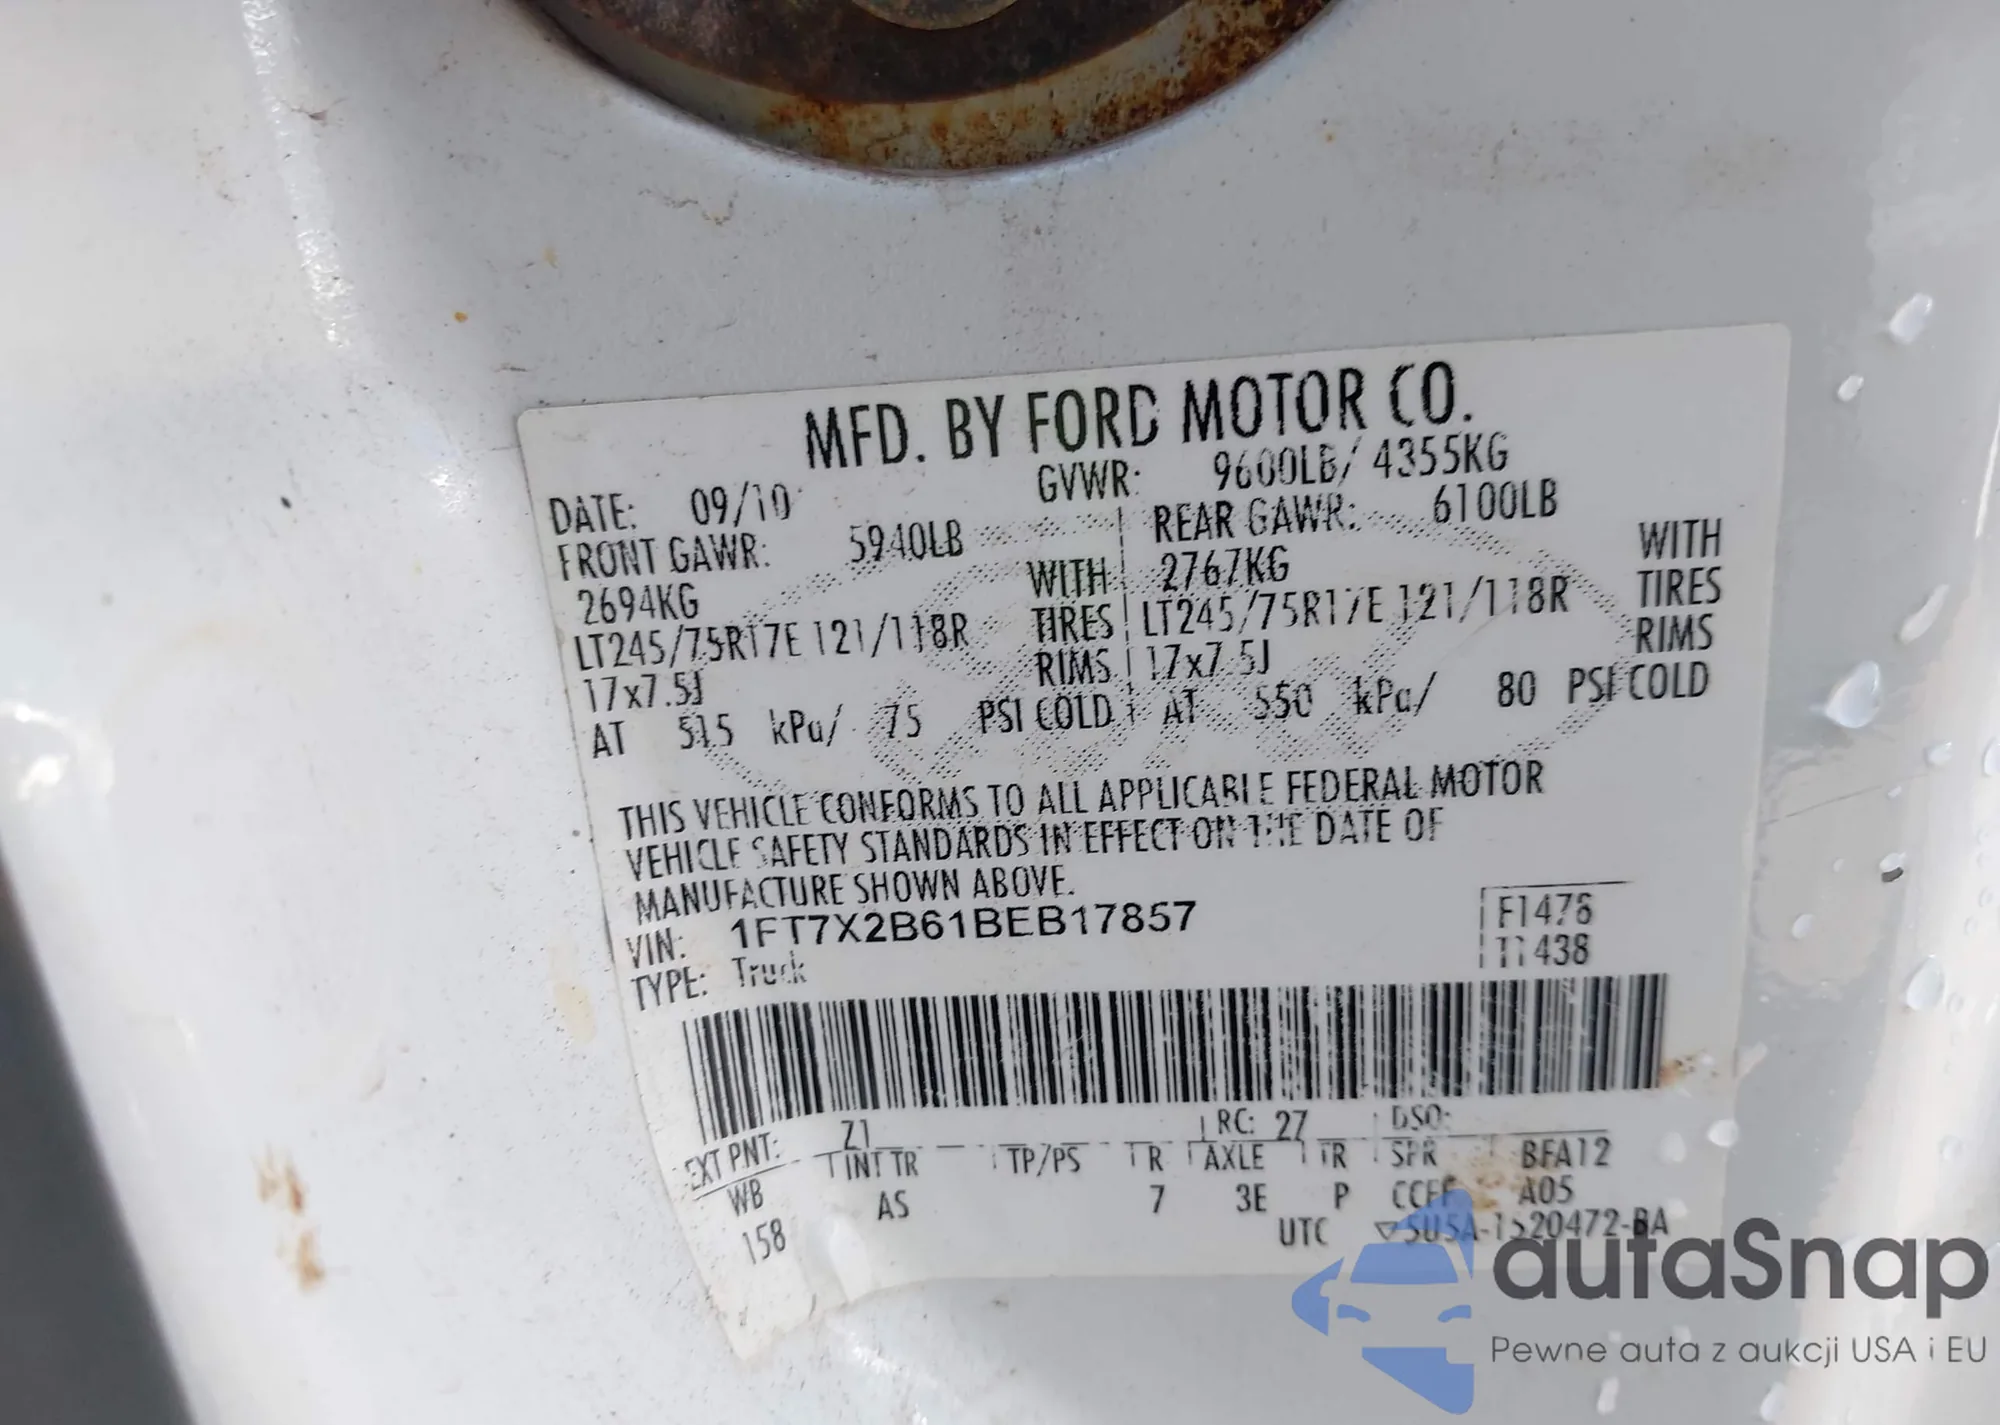 MFD. BY FORD MOTOR CO.
DATE: 09/10 GVWR: 9600LB/ 4355KG
FRONT GAWR: 5940LB REAR GAWR: 6100LB
2694KG WITH 2767KG WITH
LT245/75R17E 121/118R TIRES LT245/75R17E 121/118R TIRES
17x7.5J RIMS 17x7.5J RIMS
AT 515 kPa/ 75 PSI COLD AT 550 kPa/ 80 PSI COLD
THIS VEHICLE CONFORMS TO ALL APPLICABLE FEDERAL MOTOR
VEHICLE SAFETY STANDARDS IN EFFECT ON THE DATE OF
MANUFACTURE SHOWN ABOVE.
VIN: 1FT7X2B61BEB17857 F1476
TYPE: Truck T1438
EXT PNT: Z1 RC: 27 DSO:
WB INT TR TP/PS R AXLE TR SPR BFA12
158 AS 7 3E P CCFF A05
UTC ▽5U5A-1520472-BA
autaSnap
Pewne auta z aukcji USA i EU